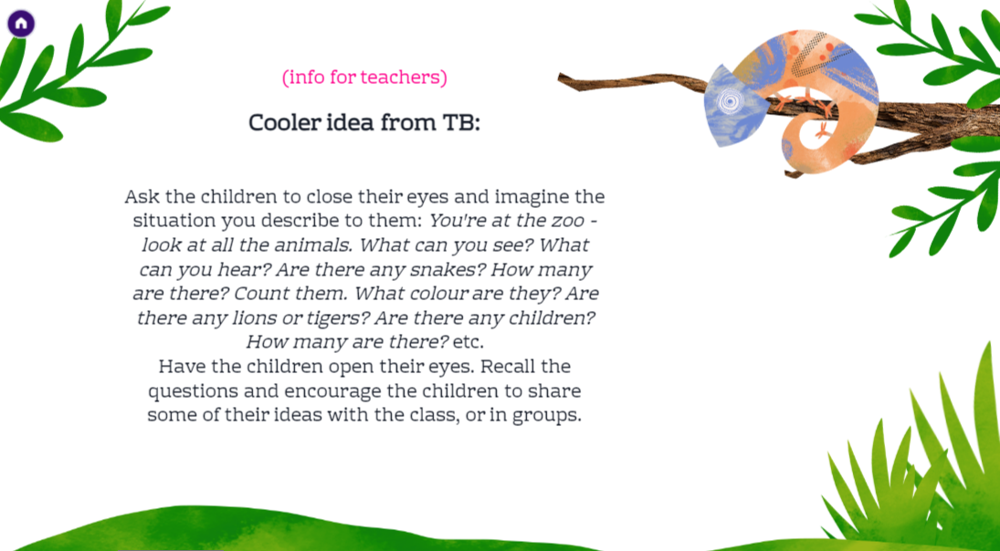 (info for teachers)
Cooler idea from TB:
Ask the children to close their eyes and imagine the
situation you describe to them: You're at the zoo -
look at all the animals. What can you see? What
can you hear? Are there any snakes? How many
are there? Count them. What colour are they? Are
there any lions or tigers? Are there any children?
How many are there? etc.
Have the children open their eyes. Recall the
questions and encourage the children to share
some of their ideas with the class, or in groups.